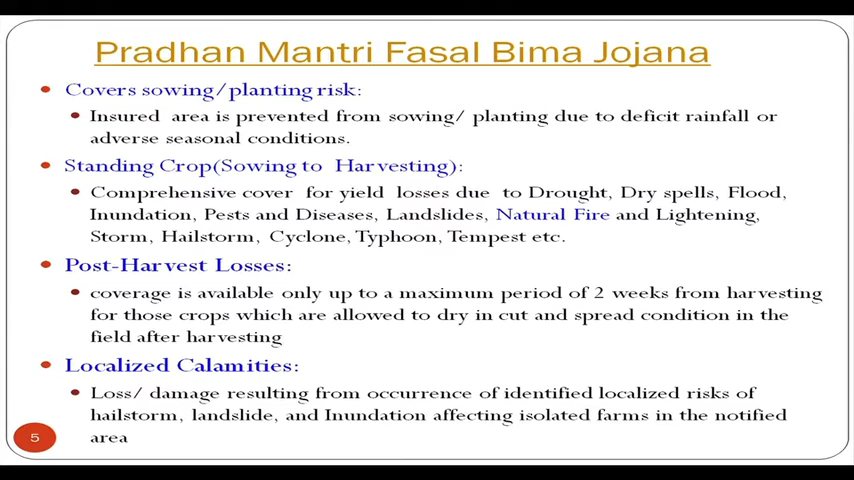 Pradhan Mantri Fasal Bima Jojana
Covers sowing/planting risk:
Insured area is prevented from sowing/ planting due to deficit rainfall or
adverse seasonal conditions.
Standing Crop(Sowing to Harvesting):
Comprehensive cover for yield losses due to Drought, Dry spells, Flood,
Inundation, Pests and Diseases, Landslides, Natural Fire and Lightening,
Storm, Hailstorm, Cyclone, Typhoon, Tempest etc.
Post-Harvest Losses:
coverage is available only up to a maximum period of 2 weeks from harvesting
for those crops which are allowed to dry in cut and spread condition in the
field after harvesting
Localized Calamities:
Loss/ damage resulting from occurrence of identified localized risks of
hailstorm, landslide, and Inundation affecting isolated farms in the notified
area
5